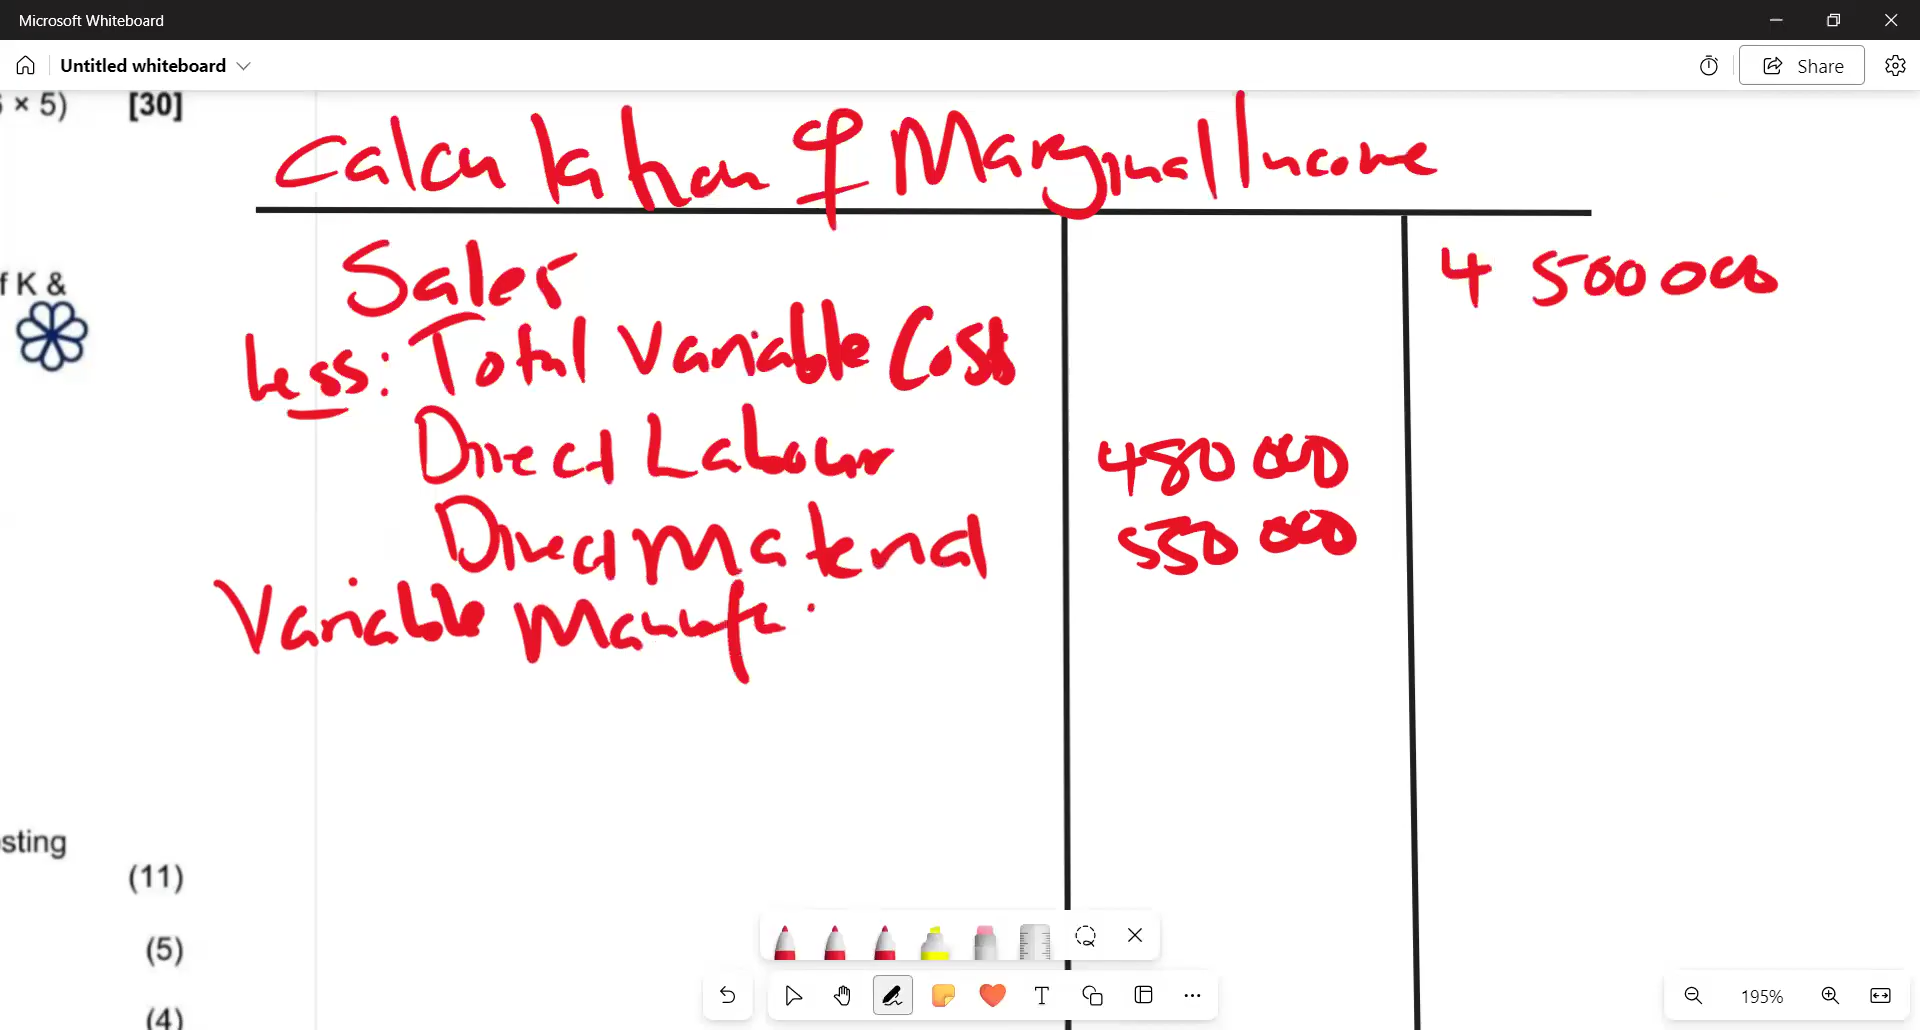 Microsoft Whiteboard
Untitled whiteboard
Share
× 5) [30]
Calculation of Marginal Income
Sales 4 500 000
f K &
Less: Total Variable Costs
Direct Labour 480 000
Direct Material 550 000
Variable Manufa.
sting
(11)
(5)
(4)
195%